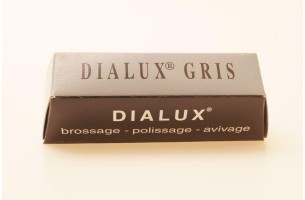 DIALUX® GRIS
DIALUX®
brossage - polissage - avivage